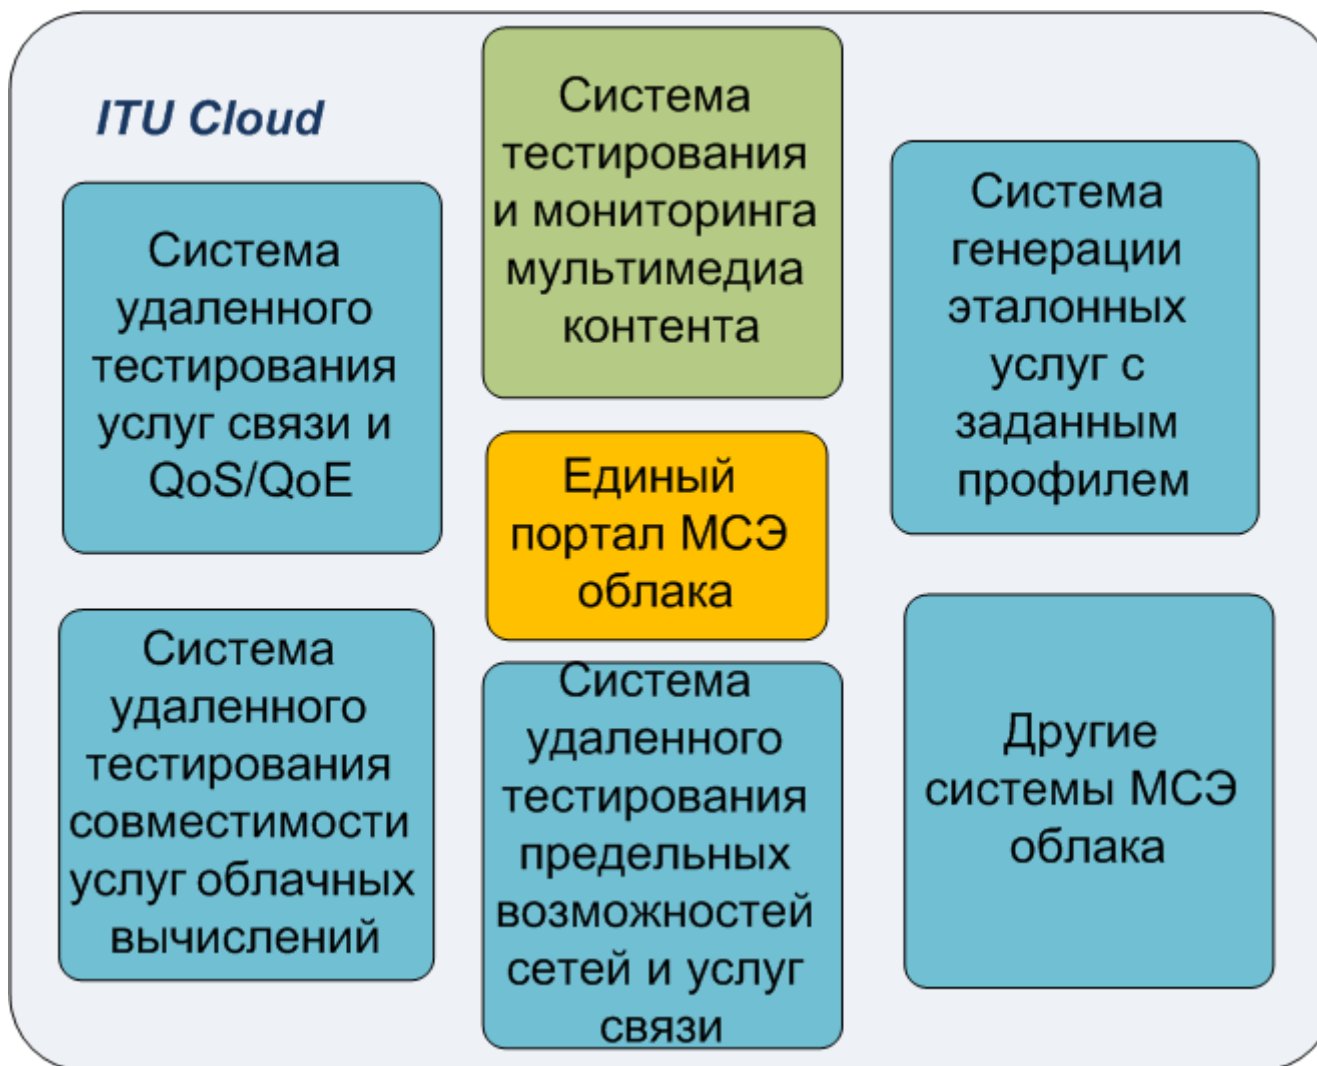 ITU Cloud
Система
удаленного
тестирования
услуг связи и
QoS/QoE
Система
тестирования
и мониторинга
мультимедиа
контента
Система
генерации
эталонных
услуг с
заданным
профилем
Единый
портал МСЭ
облака
Система
удаленного
тестирования
совместимости
услуг облачных
вычислений
Система
удаленного
тестирования
предельных
возможностей
сетей и услуг
связи
Другие
системы МСЭ
облака